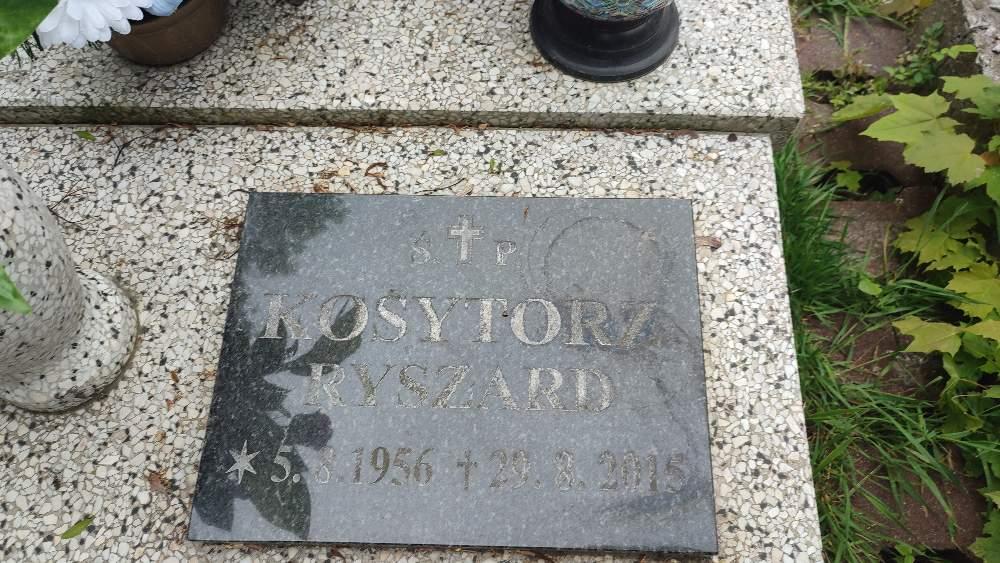 Ś † P
KOSYTORZ
RYSZARD
* 5. 8. 1956 † 29. 8. 2015